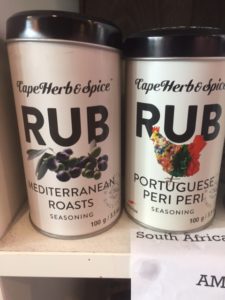 Cape Herb & Spice
RUB
MEDITERRANEAN
ROASTS
SEASONING
100 g
Cape Herb & Spice
RUB
PORTUGUESE
PERI PERI
SEASONING
100 g
South Africa
AM